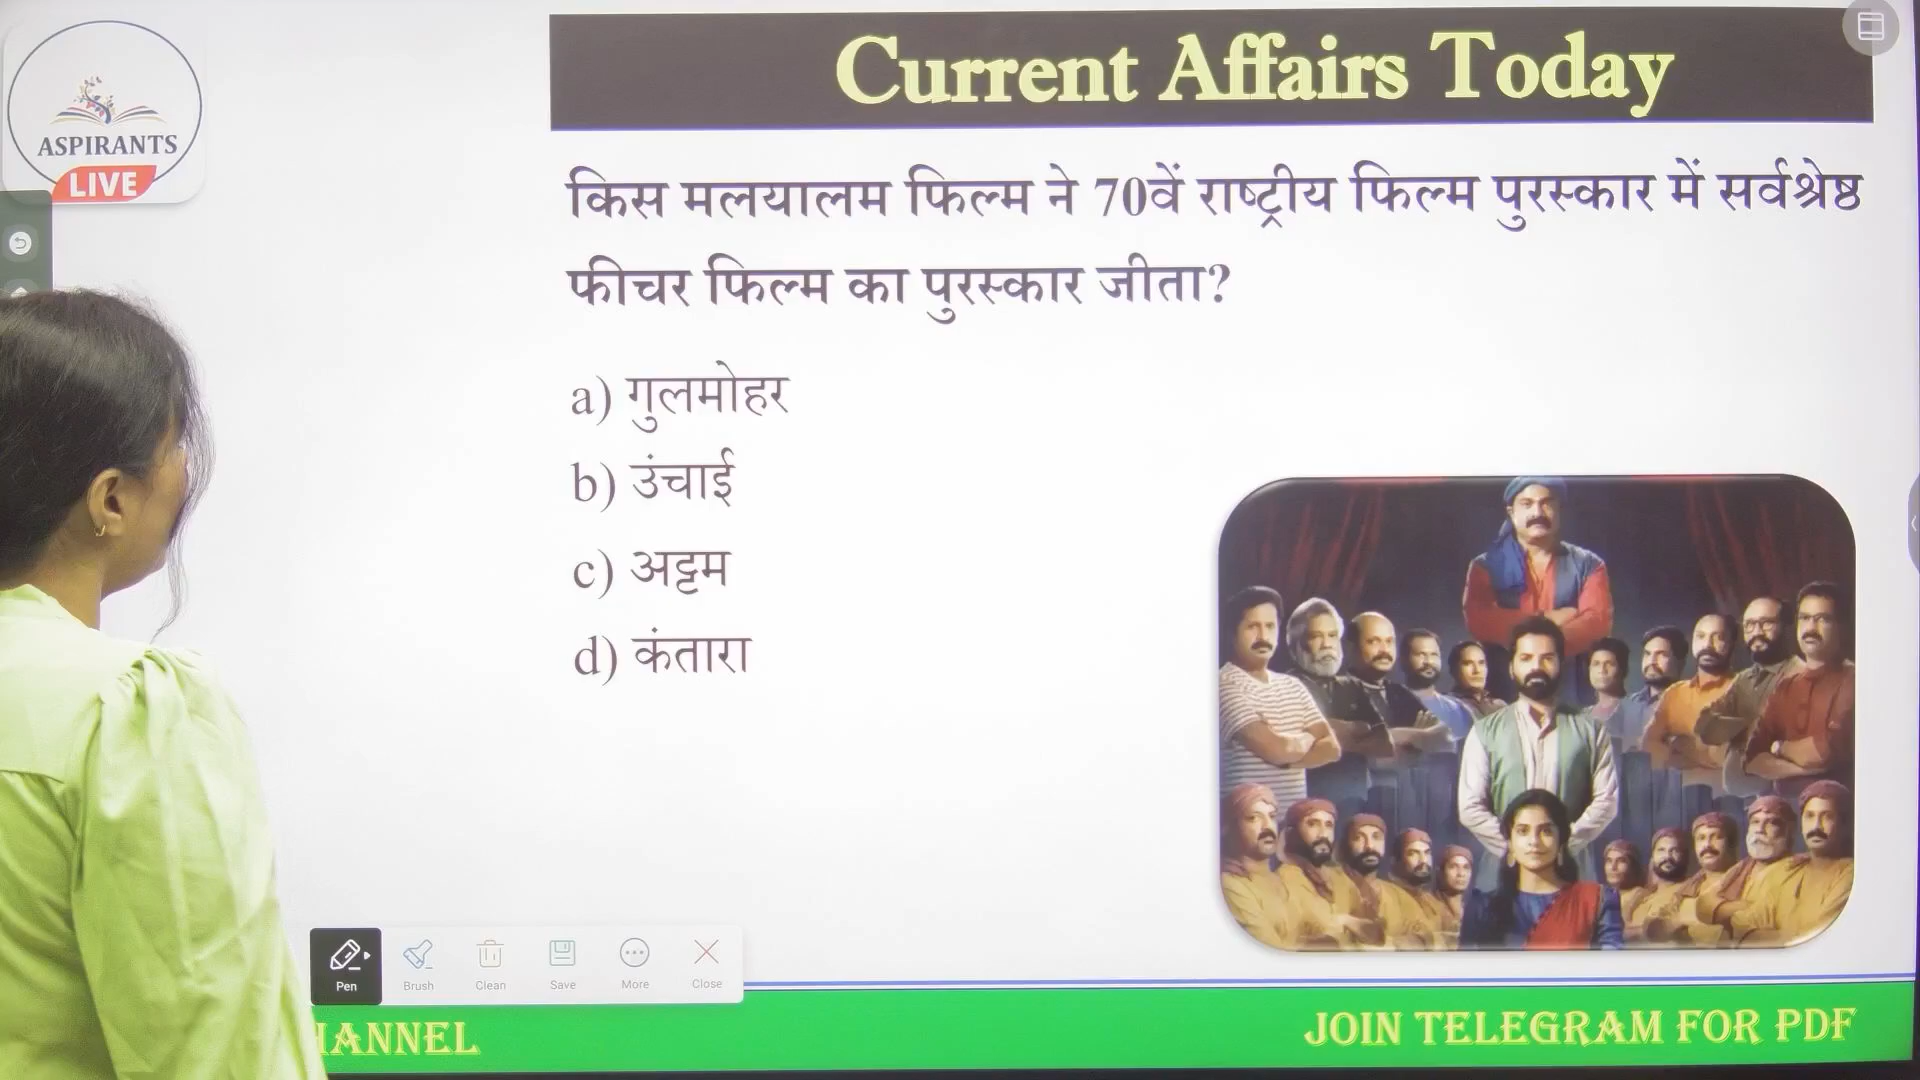 ASPIRANTS
LIVE
Current Affairs Today
किस मलयालम फिल्म ने 70वें राष्ट्रीय फिल्म पुरस्कार में सर्वश्रेष्ठ
फीचर फिल्म का पुरस्कार जीता?
a) गुलमोहर
b) उंचाई
c) अट्टम
d) कंतारा
Pen Brush Clean Save More Close
HANNEL JOIN TELEGRAM FOR PDF